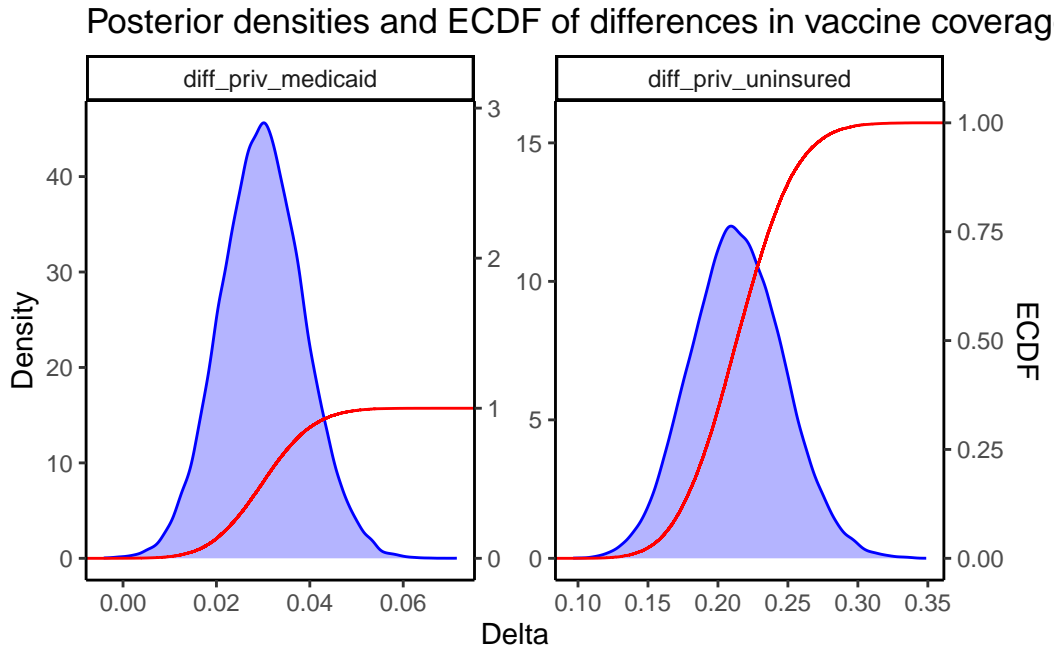 Posterior densities and ECDF of differences in vaccine coverag
diff_priv_medicaid
diff_priv_uninsured
Density
40
30
20
10
0
3
2
1
0
15
10
5
0
1.00
0.75
0.50
0.25
0.00
ECDF
0.00 0.02 0.04 0.06
0.10 0.15 0.20 0.25 0.30 0.35
Delta